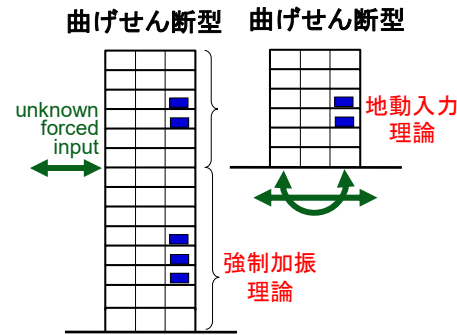 曲げせん断型
曲げせん断型
unknown
forced
input
地動入力
理論
強制加振
理論